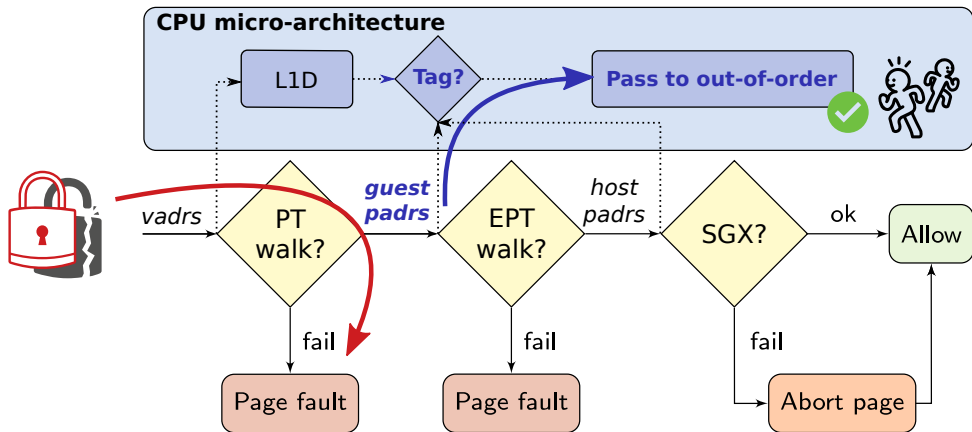 CPU micro-architecture
L1D
Tag?
Pass to out-of-order
vadrs
PT
walk?
guest
padrs
EPT
walk?
host
padrs
SGX?
ok
Allow
fail
fail
fail
Page fault
Page fault
Abort page